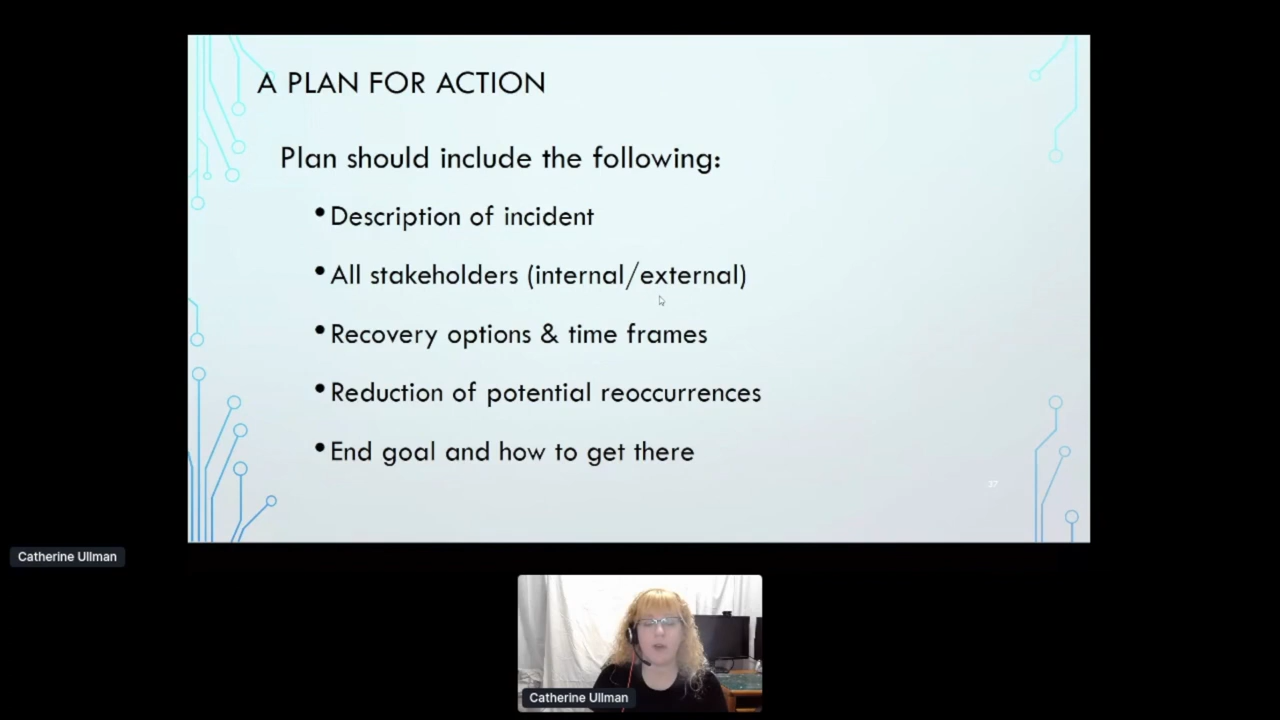 A PLAN FOR ACTION
Plan should include the following:
•Description of incident
•All stakeholders (internal/external)
•Recovery options & time frames
•Reduction of potential reoccurrences
•End goal and how to get there
37
Catherine Ullman
Catherine Ullman